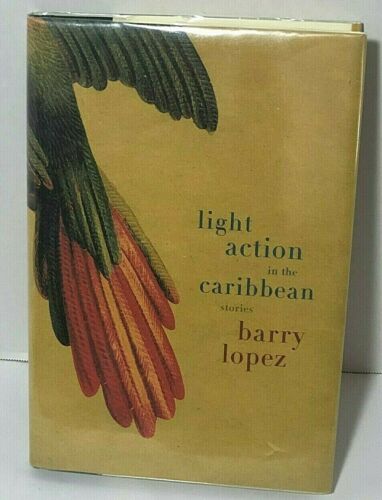 light
action
in the
caribbean
stories
barry
lopez